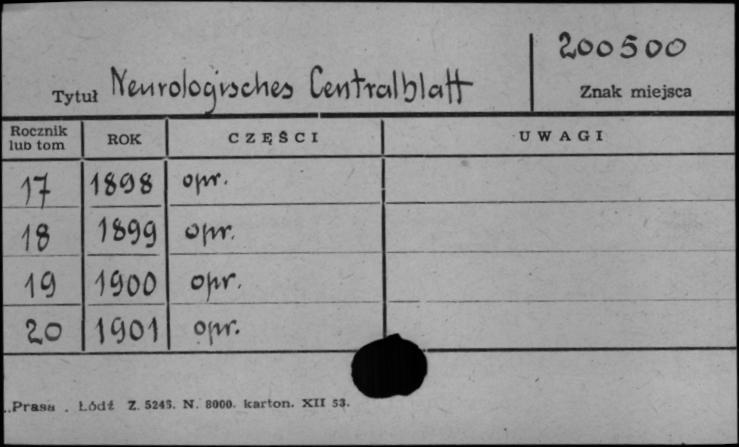 200500
Tytuł Neurologisches Centralblatt Znak miejsca
Rocznik lub tom ROK CZĘŚCI UWAGI
17 1898 opr.
18 1899 opr.
19 1900 opr.
20 1901 opr.
„Prasa . Łódź Z. 5245. N. 8000. karton. XII 53.